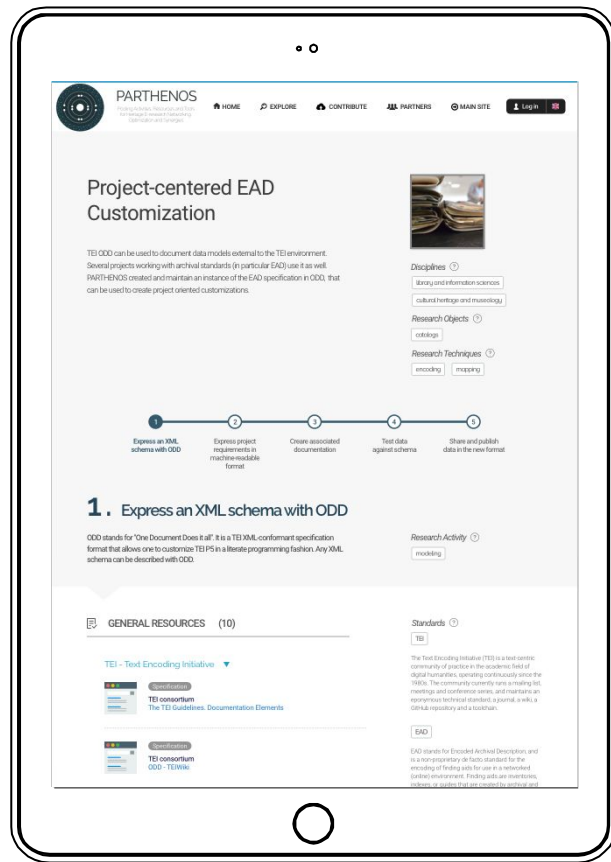 PARTHENOS
Pooling Activities, Resources and Tools
for Heritage E-research Networking,
Optimization and Synergies
HOME EXPLORE CONTRIBUTE PARTNERS MAIN SITE Log in
Project-centered EAD
Customization
TEI ODD can be used to document data models external to the TEI environment.
Several projects working with archival standards (in particular EAD) use it as well.
PARTHENOS created and maintain an instance of the EAD specification in ODD, that
can be used to create project oriented customizations.
Disciplines ?
library and information sciences
cultural heritage and museology
Research Objects ?
catalogs
Research Techniques ?
encoding mapping
1 2 3 4 5
Express an XML
schema with ODD
Express project
requirements in
machine-readable
format
Creare associated
documentation
Test data
against schema
Share and publish
data in the new format
1. Express an XML schema with ODD
ODD stands for "One Document Does it all". It is a TEI XML-conformant specification
format that allows one to customize TEI P5 in a literate programming fashion. Any XML
schema can be described with ODD.
Research Activity ?
modeling
GENERAL RESOURCES (10)
TEI - Text Encoding Initiative
Specification
TEI consortium
The TEI Guidelines. Documentation Elements
Specification
TEI consortium
ODD - TEIWiki
Standards ?
TEI
The Text Encoding Initiative (TEI) is a text-centric
community of practice in the academic field of
digital humanities, operating continuously since the
1980s. The community currently runs a mailing list,
meetings and conference series, and maintains an
eponymous technical standard, a journal, a wiki, a
GitHub repository and a toolchain.
EAD
EAD stands for Encoded Archival Description, and
is a non-proprietary de facto standard for the
encoding of finding aids for use in a networked
(online) environment. Finding aids are inventories,
indexes, or guides that are created by archival and